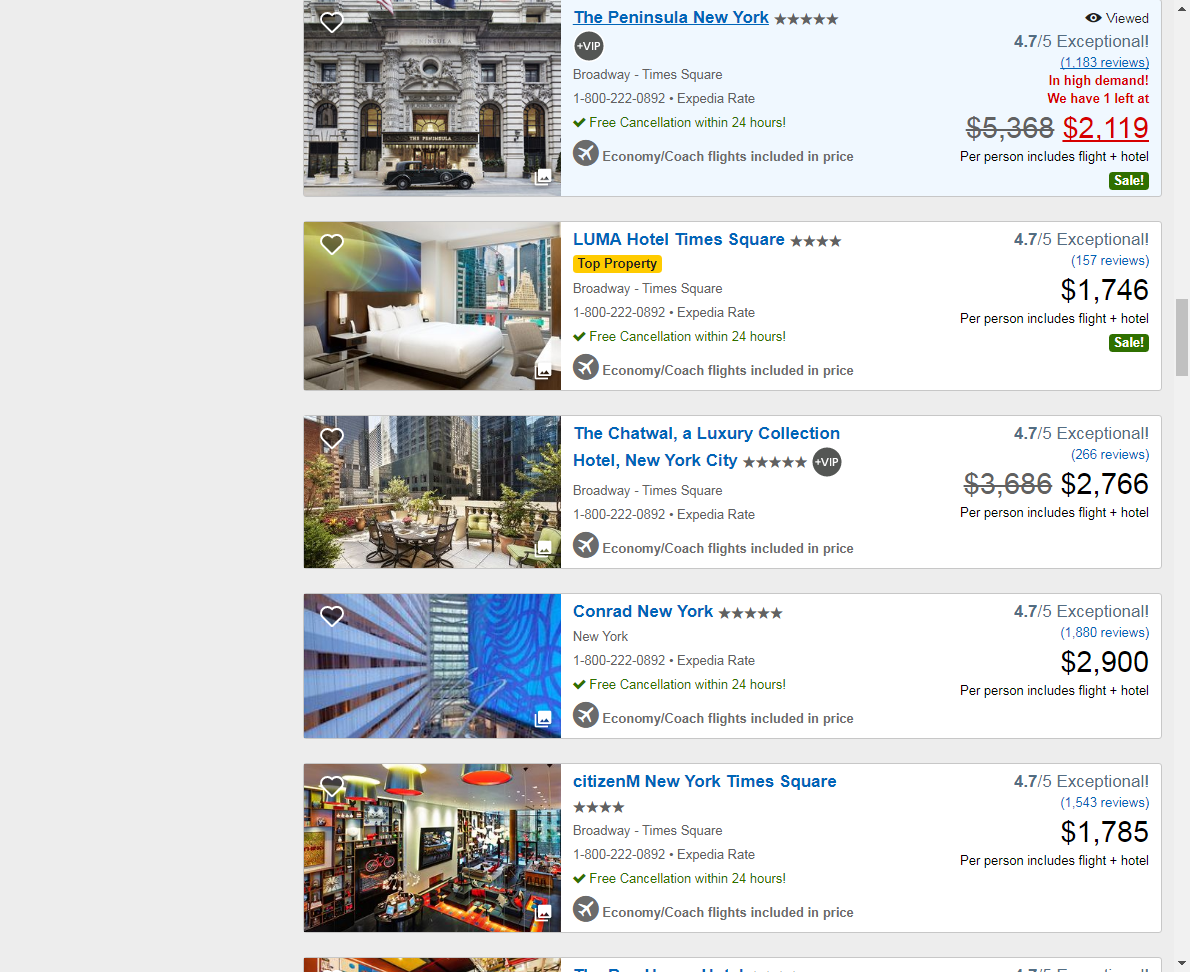 The Peninsula New York
Viewed
+VIP
4.7/5 Exceptional!
(1,183 reviews)
Broadway - Times Square
In high demand!
1-800-222-0892 • Expedia Rate
We have 1 left at
Free Cancellation within 24 hours!
$5,368 $2,119
Economy/Coach flights included in price
Per person includes flight + hotel
Sale!
THE PENINSULA
LUMA Hotel Times Square
4.7/5 Exceptional!
Top Property
(157 reviews)
Broadway - Times Square
$1,746
1-800-222-0892 • Expedia Rate
Per person includes flight + hotel
Free Cancellation within 24 hours!
Sale!
Economy/Coach flights included in price
The Chatwal, a Luxury Collection
Hotel, New York City
+VIP
4.7/5 Exceptional!
(266 reviews)
Broadway - Times Square
$3,686 $2,766
1-800-222-0892 • Expedia Rate
Per person includes flight + hotel
Economy/Coach flights included in price
Conrad New York
4.7/5 Exceptional!
New York
(1,880 reviews)
1-800-222-0892 • Expedia Rate
$2,900
Free Cancellation within 24 hours!
Per person includes flight + hotel
Economy/Coach flights included in price
citizenM New York Times Square
4.7/5 Exceptional!
(1,543 reviews)
Broadway - Times Square
$1,785
1-800-222-0892 • Expedia Rate
Per person includes flight + hotel
Free Cancellation within 24 hours!
Economy/Coach flights included in price